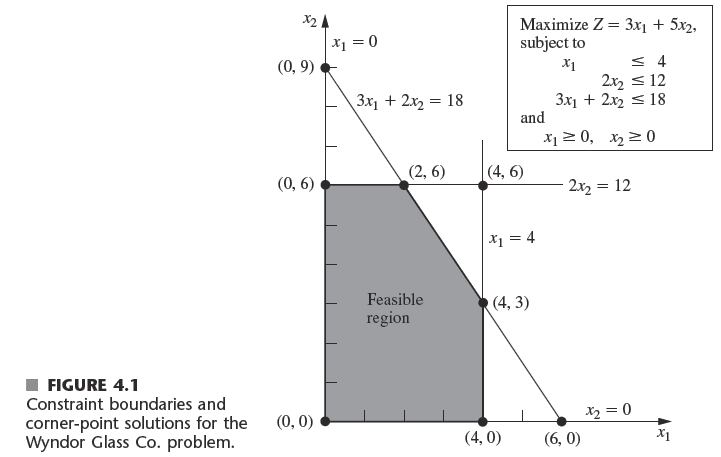 x₂
x₁ = 0
(0, 9)
3x₁ + 2x₂ = 18
Maximize Z = 3x₁ + 5x₂,
subject to
x₁ ≤ 4
2x₂ ≤ 12
3x₁ + 2x₂ ≤ 18
and
x₁ ≥ 0, x₂ ≥ 0
(0, 6)
(2, 6)
(4, 6)
2x₂ = 12
x₁ = 4
Feasible
region
(4, 3)
(0, 0)
x₂ = 0
(4, 0)
(6, 0)
x₁
FIGURE 4.1
Constraint boundaries and
corner-point solutions for the
Wyndor Glass Co. problem.